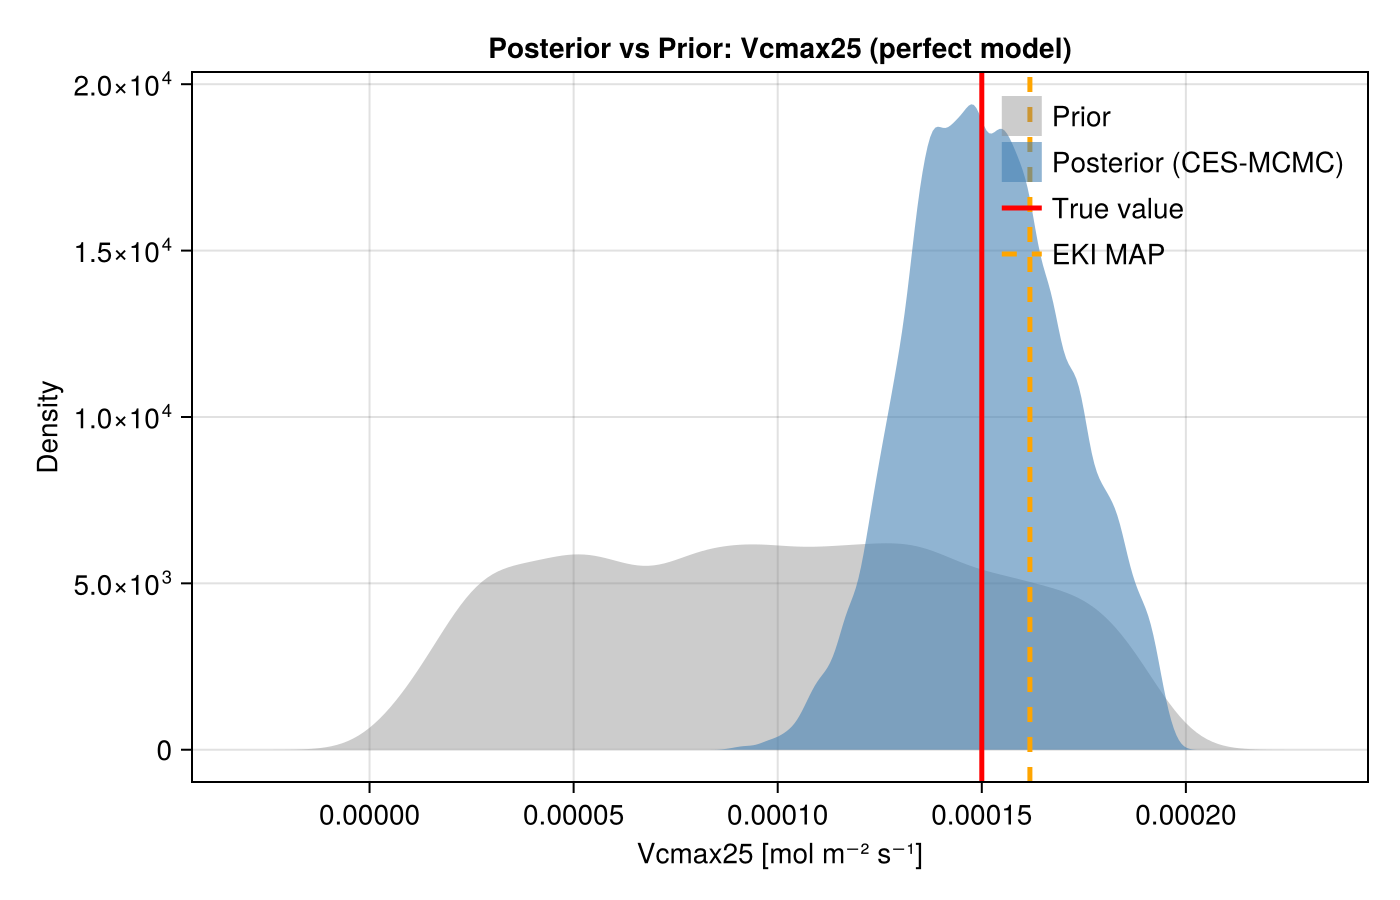 Posterior vs Prior: Vcmax25 (perfect model)
2.0×10⁴
1.5×10⁴
1.0×10⁴
5.0×10³
0
Density
Prior
Posterior (CES-MCMC)
True value
EKI MAP
0.00000 0.00005 0.00010 0.00015 0.00020
Vcmax25 [mol m⁻² s⁻¹]